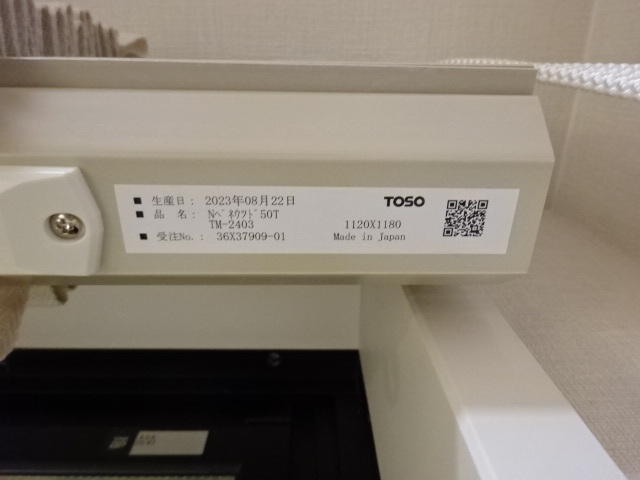 ■ 生産日： 2023年08月22日
■ 品　名： Nﾍﾞﾈｳｯﾄﾞ50T
TM-2403
■ 受注No.： 36X37909-01
TOSO
1120X1180
Made in Japan